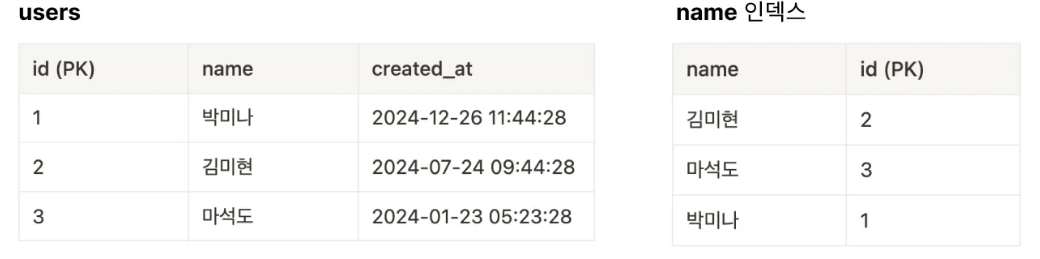 users
id (PK) name created_at
1 박미나 2024-12-26 11:44:28
2 김미현 2024-07-24 09:44:28
3 마석도 2024-01-23 05:23:28
name 인덱스
name id (PK)
김미현 2
마석도 3
박미나 1